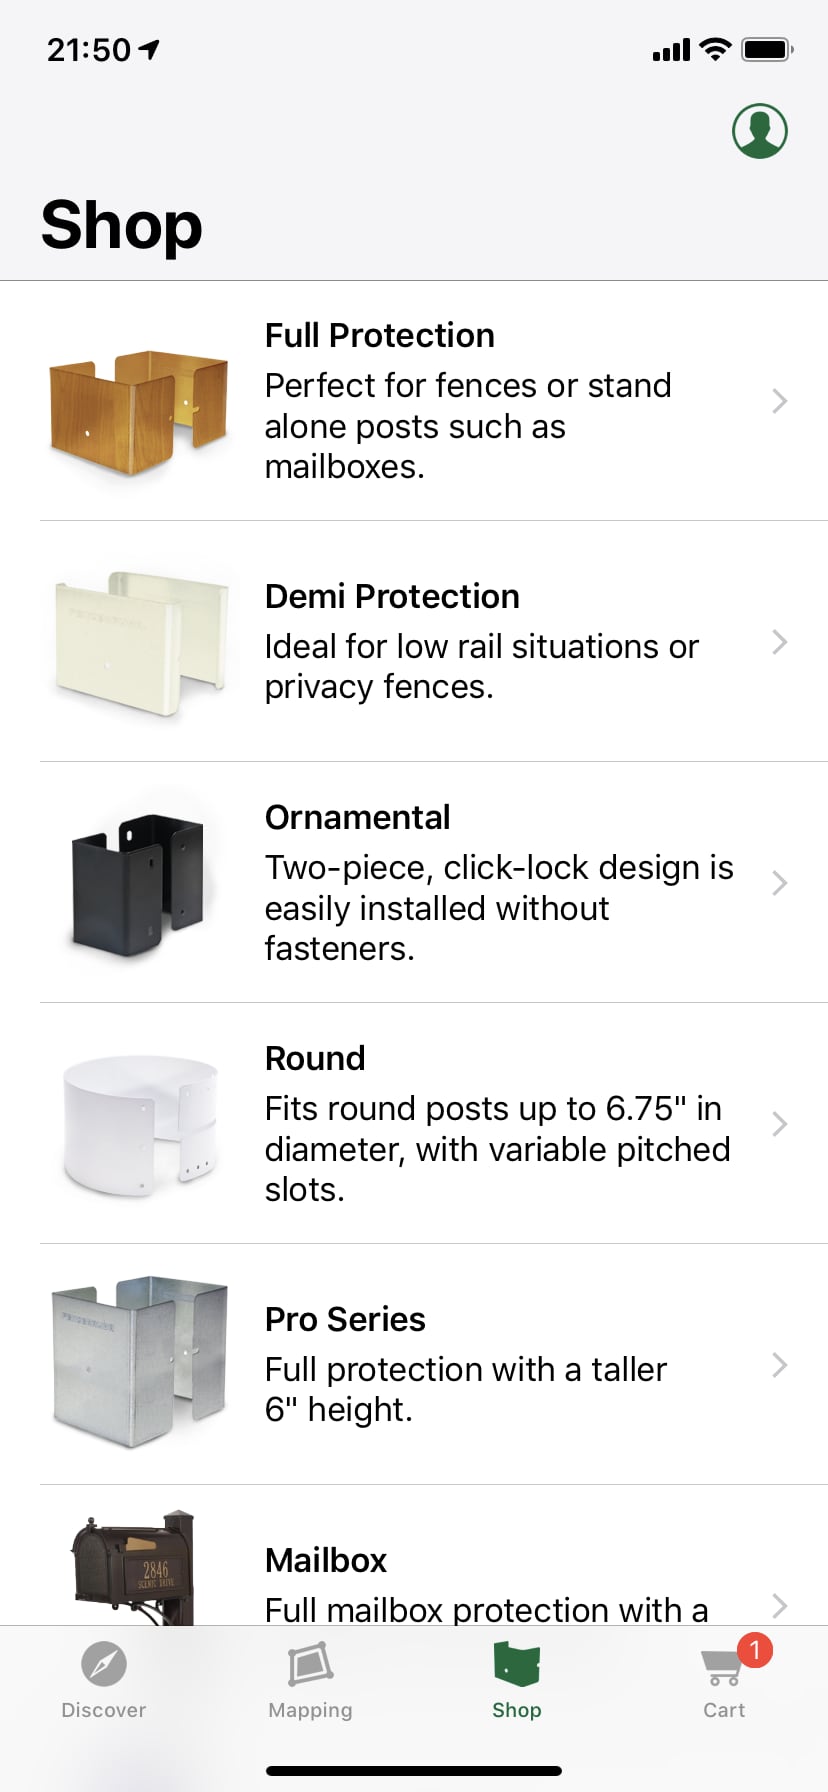 21:50
Shop
Full Protection
Perfect for fences or stand
alone posts such as
mailboxes.
Demi Protection
Ideal for low rail situations or
privacy fences.
Ornamental
Two-piece, click-lock design is
easily installed without
fasteners.
Round
Fits round posts up to 6.75" in
diameter, with variable pitched
slots.
Pro Series
Full protection with a taller
6" height.
2846
SCENIC DRIVE
Mailbox
Full mailbox protection with a
1
Discover
Mapping
Shop
Cart